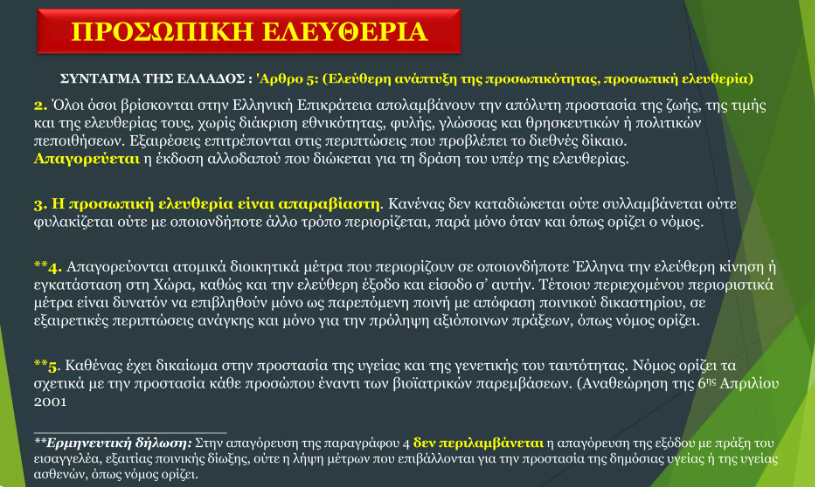 ΠΡΟΣΩΠΙΚΗ ΕΛΕΥΘΕΡΙΑ
ΣΥΝΤΑΓΜΑ ΤΗΣ ΕΛΛΑΔΟΣ : 'Αρθρο 5: (Ελεύθερη ανάπτυξη της προσωπικότητας, προσωπική ελευθερία)
2. Όλοι όσοι βρίσκονται στην Ελληνική Επικράτεια απολαμβάνουν την απόλυτη προστασία της ζωής, της τιμής
και της ελευθερίας τους, χωρίς διάκριση εθνικότητας, φυλής, γλώσσας και θρησκευτικών ή πολιτικών
πεποιθήσεων. Εξαιρέσεις επιτρέπονται στις περιπτώσεις που προβλέπει το διεθνές δίκαιο.
Απαγορεύεται η έκδοση αλλοδαπού που διώκεται για τη δράση του υπέρ της ελευθερίας.
3. Η προσωπική ελευθερία είναι απαραβίαστη. Κανένας δεν καταδιώκεται ούτε συλλαμβάνεται ούτε
φυλακίζεται ούτε με οποιονδήποτε άλλο τρόπο περιορίζεται, παρά μόνο όταν και όπως ορίζει ο νόμος.
**4. Απαγορεύονται ατομικά διοικητικά μέτρα που περιορίζουν σε οποιονδήποτε Έλληνα την ελεύθερη κίνηση ή
εγκατάσταση στη Χώρα, καθώς και την ελεύθερη έξοδο και είσοδο σ' αυτήν. Τέτοιου περιεχομένου περιοριστικά
μέτρα είναι δυνατόν να επιβληθούν μόνο ως παρεπόμενη ποινή με απόφαση ποινικού δικαστηρίου, σε
εξαιρετικές περιπτώσεις ανάγκης και μόνο για την πρόληψη αξιόποινων πράξεων, όπως νόμος ορίζει.
**5. Καθένας έχει δικαίωμα στην προστασία της υγείας και της γενετικής του ταυτότητας. Νόμος ορίζει τα
σχετικά με την προστασία κάθε προσώπου έναντι των βιοϊατρικών παρεμβάσεων. (Αναθεώρηση της 6ης Απριλίου
2001
**Ερμηνευτική δήλωση: Στην απαγόρευση της παραγράφου 4 δεν περιλαμβάνεται η απαγόρευση της εξόδου με πράξη του
εισαγγελέα, εξαιτίας ποινικής δίωξης, ούτε η λήψη μέτρων που επιβάλλονται για την προστασία της δημόσιας υγείας ή της υγείας
ασθενών, όπως νόμος ορίζει.